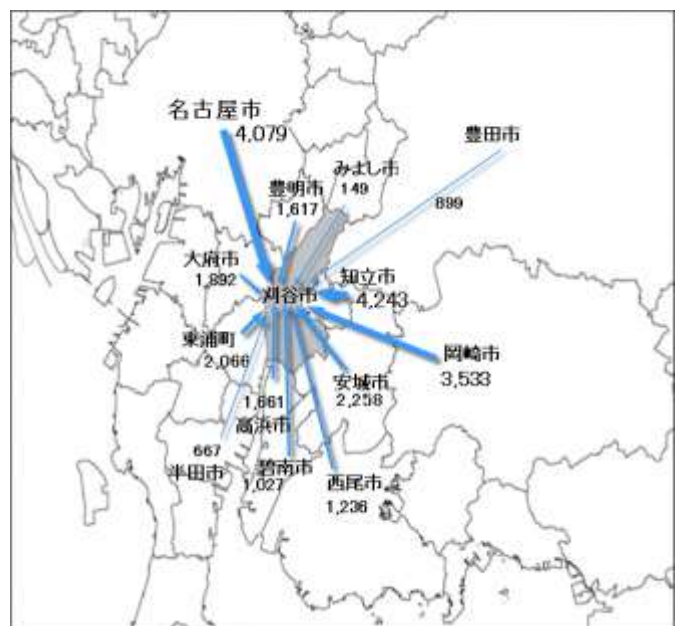 名古屋市
4,079
豊田市
みよし市
149
豊明市
1,617
899
大府市
1,892
知立市
4,243
刈谷市
東浦町
2,066
岡崎市
3,533
安城市
2,258
1,661
高浜市
667
半田市
碧南市
1,027
西尾市
1,236